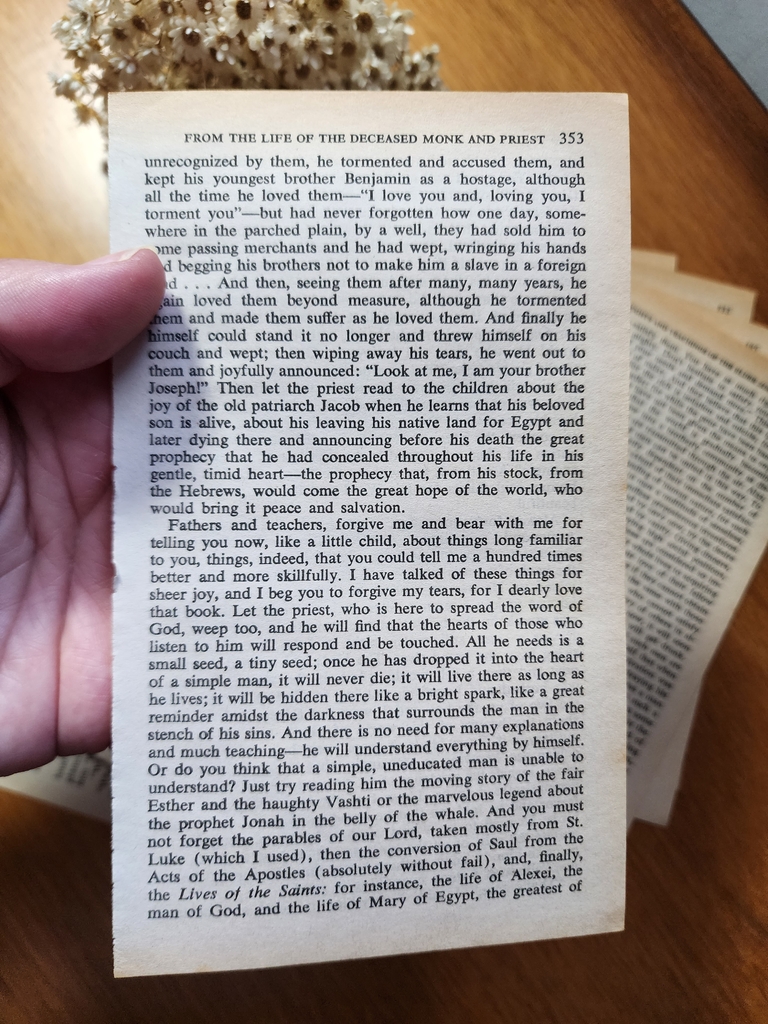 FROM THE LIFE OF THE DECEASED MONK AND PRIEST 353
unrecognized by them, he tormented and accused them, and
kept his youngest brother Benjamin as a hostage, although
all the time he loved them—“I love you and, loving you, I
torment you”—but had never forgotten how one day, some-
where in the parched plain, by a well, they had sold him to
ome passing merchants and he had wept, wringing his hands
d begging his brothers not to make him a slave in a foreign
d . . . And then, seeing them after many, many years, he
ain loved them beyond measure, although he tormented
hem and made them suffer as he loved them. And finally he
himself could stand it no longer and threw himself on his
couch and wept; then wiping away his tears, he went out to
them and joyfully announced: “Look at me, I am your brother
Joseph!” Then let the priest read to the children about the
joy of the old patriarch Jacob when he learns that his beloved
son is alive, about his leaving his native land for Egypt and
later dying there and announcing before his death the great
prophecy that he had concealed throughout his life in his
gentle, timid heart—the prophecy that, from his stock, from
the Hebrews, would come the great hope of the world, who
would bring it peace and salvation.
Fathers and teachers, forgive me and bear with me for
telling you now, like a little child, about things long familiar
to you, things, indeed, that you could tell me a hundred times
better and more skillfully. I have talked of these things for
sheer joy, and I beg you to forgive my tears, for I dearly love
that book. Let the priest, who is here to spread the word of
God, weep too, and he will find that the hearts of those who
listen to him will respond and be touched. All he needs is a
small seed, a tiny seed; once he has dropped it into the heart
of a simple man, it will never die; it will live there as long as
he lives; it will be hidden there like a bright spark, like a great
reminder amidst the darkness that surrounds the man in the
stench of his sins. And there is no need for many explanations
and much teaching—he will understand everything by himself.
Or do you think that a simple, uneducated man is unable to
understand? Just try reading him the moving story of the fair
Esther and the haughty Vashti or the marvelous legend about
the prophet Jonah in the belly of the whale. And you must
not forget the parables of our Lord, taken mostly from St.
Luke (which I used), then the conversion of Saul from the
Acts of the Apostles (absolutely without fail), and, finally,
the Lives of the Saints: for instance, the life of Alexei, the
man of God, and the life of Mary of Egypt, the greatest of